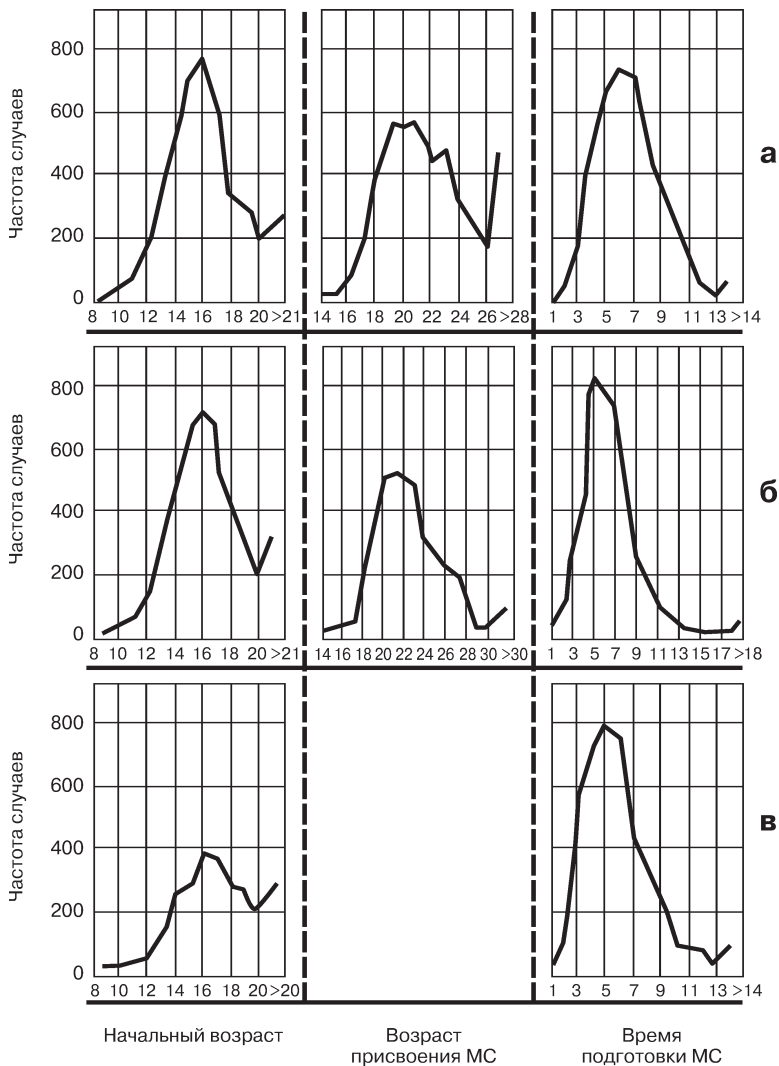 800
600
400
200
0
Частота случаев
8 10 12 14 16 18 20 >21
14 16 18 20 22 24 26 >28
1 3 5 7 9 11 13 >14
а
800
600
400
200
0
Частота случаев
8 10 12 14 16 18 20 >21
14 16 18 20 22 24 26 28 30 >30
1 3 5 7 9 11 13 15 17 >18
б
800
600
400
200
0
Частота случаев
8 10 12 14 16 18 20 >20
1 3 5 7 9 11 13 >14
в
Начальный возраст
Возраст
присвоения МС
Время
подготовки МС